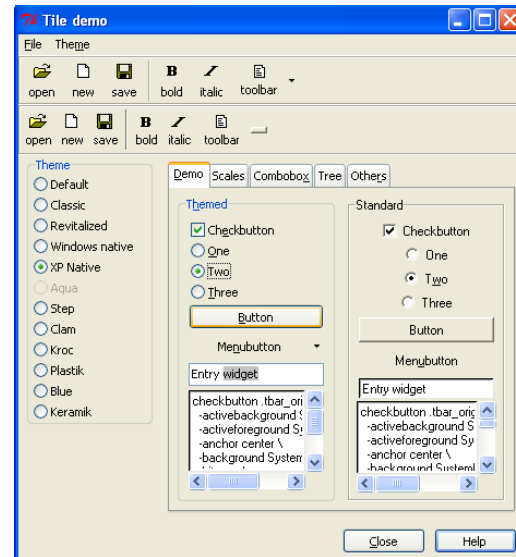 Tile demo
File Theme
open new save bold italic toolbar
open new save bold italic toolbar
Theme
Default
Classic
Revitalized
Windows native
XP Native
Aqua
Step
Clam
Kroc
Plastik
Blue
Keramik
Demo Scales Combobox Tree Others
Themed
Checkbutton
One
Two
Three
Button
Menubutton
Entry widget
checkbutton .tbar_orig
-activebackground S
-activeforeground Sy
-anchor center \
-background System
Standard
Checkbutton
One
Two
Three
Button
Menubutton
Entry widget
checkbutton .tbar_orig
-activebackground S
-activeforeground Sy
-anchor center \
-background System
Close Help